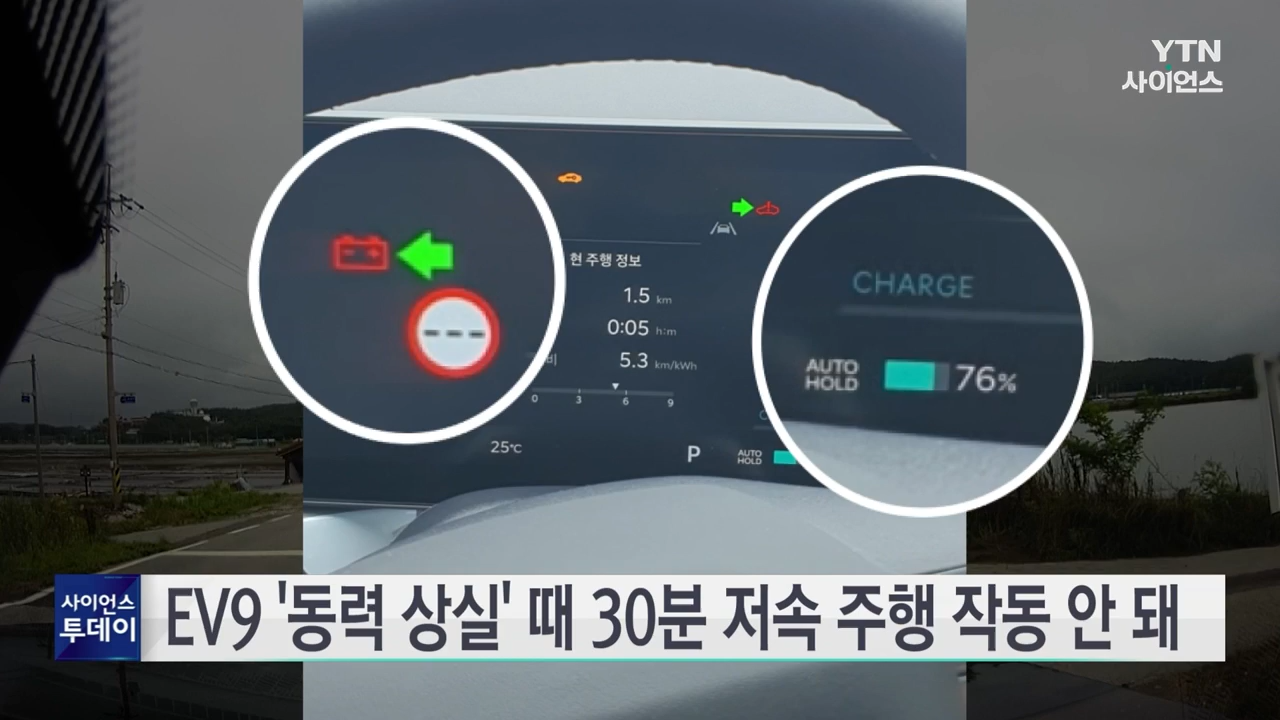 YTN
사이언스
CHARGE
AUTO
HOLD
76%
현 주행 정보
1.5 km
0:05 h:m
비 5.3 km/kWh
0 3 6 9
25℃
P
AUTO
HOLD
C
사이언스
투데이
EV9 '동력 상실' 때 30분 저속 주행 작동 안 돼